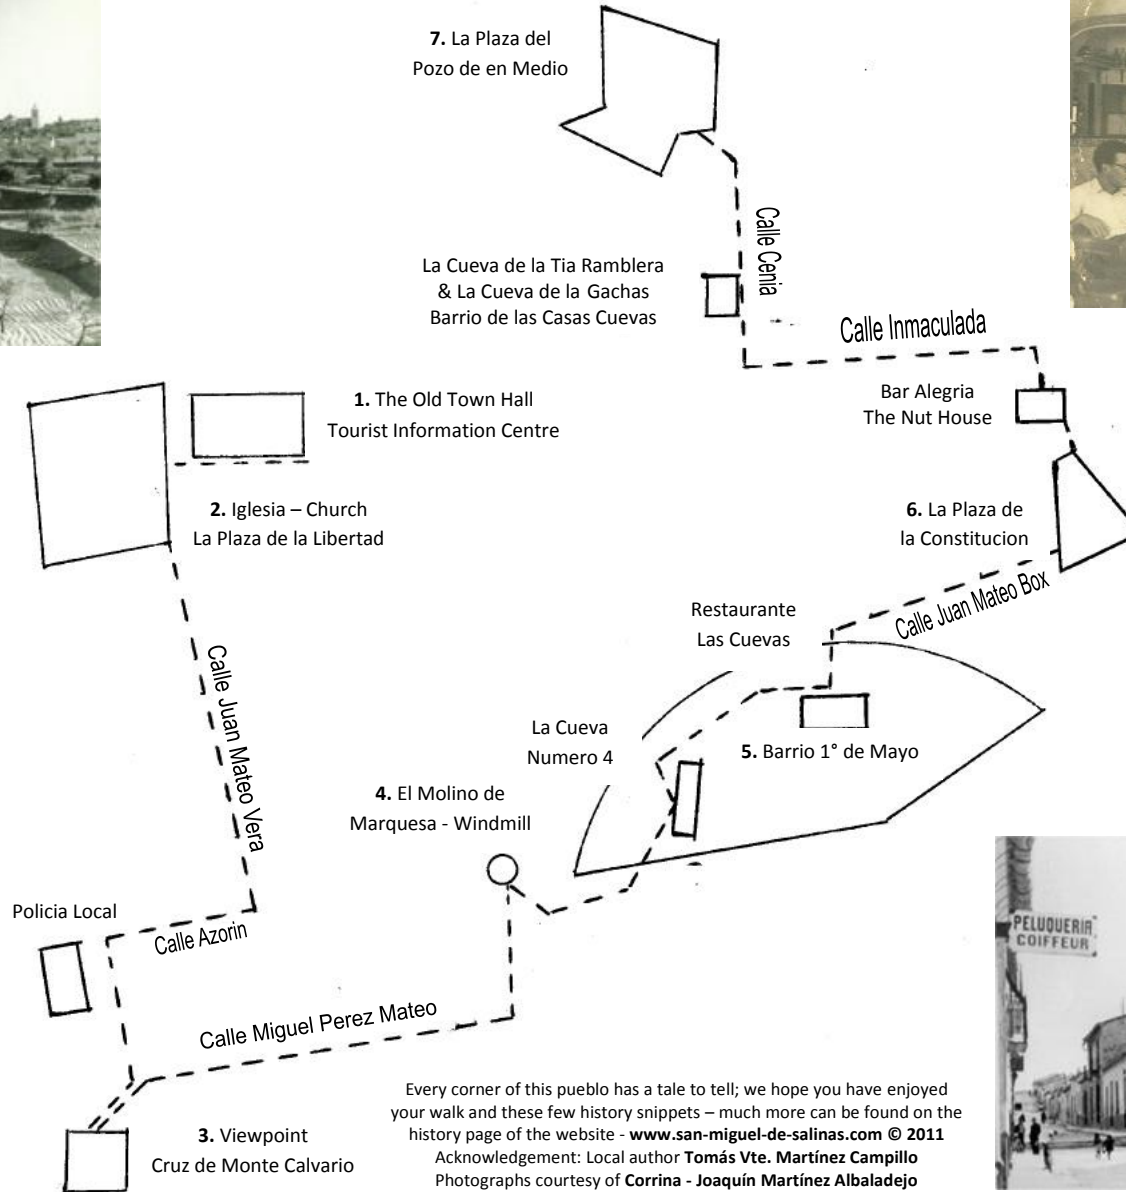 7. La Plaza del
Pozo de en Medio
Calle Cenia
La Cueva de la Tia Ramblera
& La Cueva de la Gachas
Barrio de las Casas Cuevas
Calle Inmaculada
Bar Alegria
The Nut House
1. The Old Town Hall
Tourist Information Centre
2. Iglesia – Church
La Plaza de la Libertad
6. La Plaza de
la Constitucion
Calle Juan Mateo Box
Restaurante
Las Cuevas
Calle Juan Mateo Vera
La Cueva
Numero 4
5. Barrio 1° de Mayo
4. El Molino de
Marquesa - Windmill
Policia Local
Calle Azorin
PELUQUERIA
COIFFEUR
Calle Miguel Perez Mateo
3. Viewpoint
Cruz de Monte Calvario
Every corner of this pueblo has a tale to tell; we hope you have enjoyed
your walk and these few history snippets – much more can be found on the
history page of the website - www.san-miguel-de-salinas.com © 2011
Acknowledgement: Local author Tomás Vte. Martínez Campillo
Photographs courtesy of Corrina - Joaquín Martínez Albaladejo